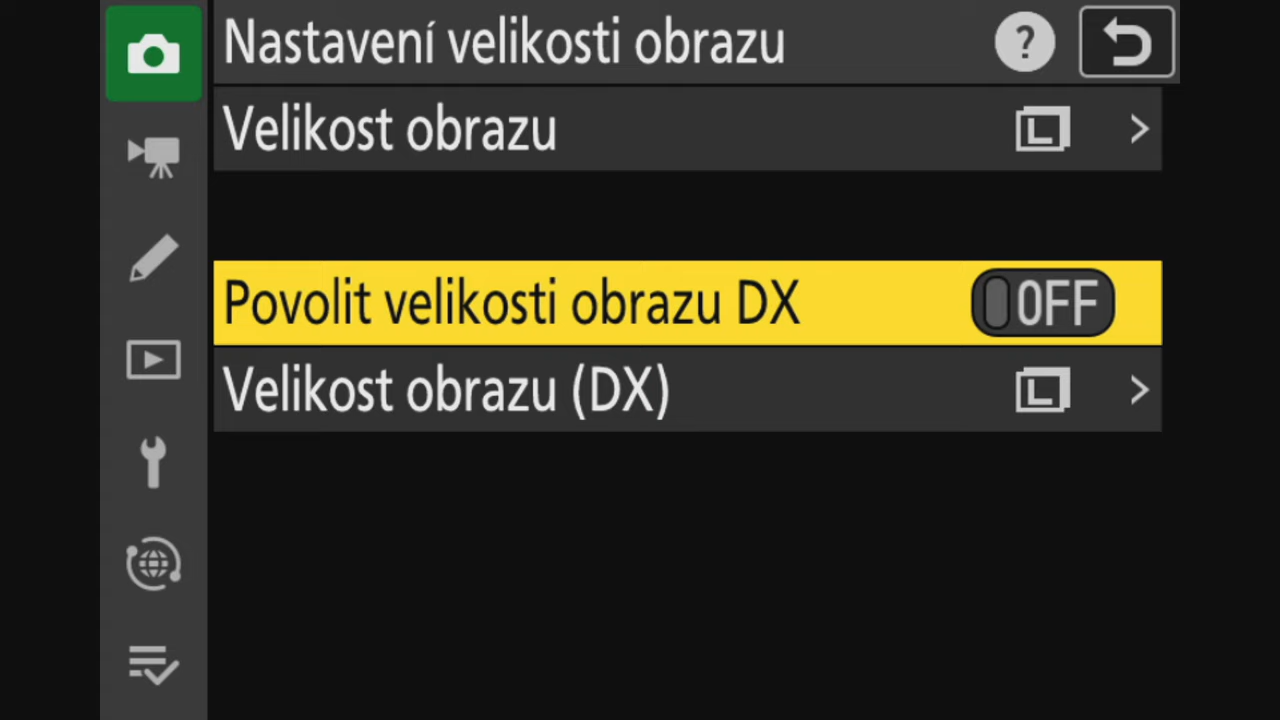 Nastavení velikosti obrazu ?
Velikost obrazu L >
Povolit velikosti obrazu DX OFF
Velikost obrazu (DX) L >